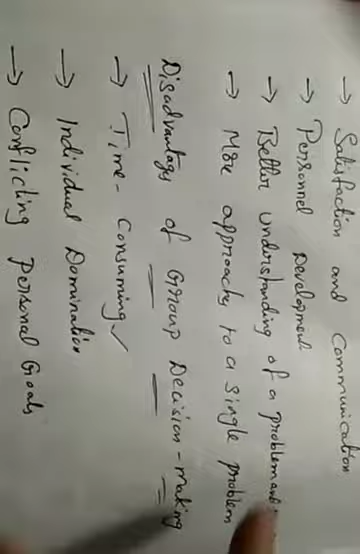 → Satisfaction and Communication
→ Personnel Development.
→ Better understanding of a problem and
→ More approachs to a single problem
Disadvantages of Group Decision-making
→ Time-Consuming ✓
→ Individual Domination
→ Conflicting Personal Goals